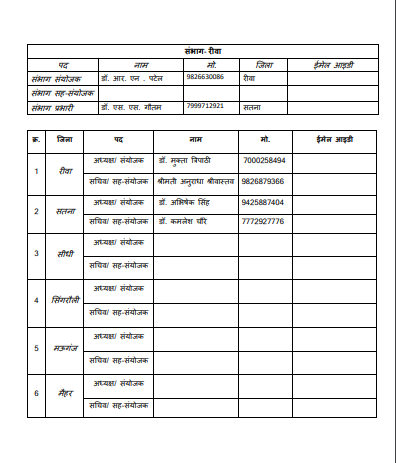 संभाग- रीवा
पद नाम मो. जिला ईमेल आइडी
संभाग संयोजक डॉ. आर. एन . पटेल 9826630086 रीवा
संभाग सह-संयोजक
संभाग प्रभारी डॉ. एस. एस. गौतम 7999712921 सतना
क्र. जिला पद नाम मो. ईमेल आइडी
1 रीवा अध्यक्ष/ संयोजक डॉ. मुक्ता त्रिपाठी 7000258494
सचिव/ सह-संयोजक श्रीमती अनुराधा श्रीवास्तव 9826879366
2 सतना अध्यक्ष/ संयोजक डॉ. अभिषेक सिंह 9425887404
सचिव/ सह-संयोजक डॉ. कमलेश चौरे 7772927776
3 सीधी अध्यक्ष/ संयोजक
सचिव/ सह-संयोजक
4 सिंगरौली अध्यक्ष/ संयोजक
सचिव/ सह-संयोजक
5 मऊगंज अध्यक्ष/ संयोजक
सचिव/ सह-संयोजक
6 मैहर अध्यक्ष/ संयोजक
सचिव/ सह-संयोजक